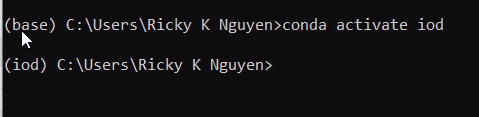 (base) C:\Users\Ricky K Nguyen>conda activate iod
(iod) C:\Users\Ricky K Nguyen>